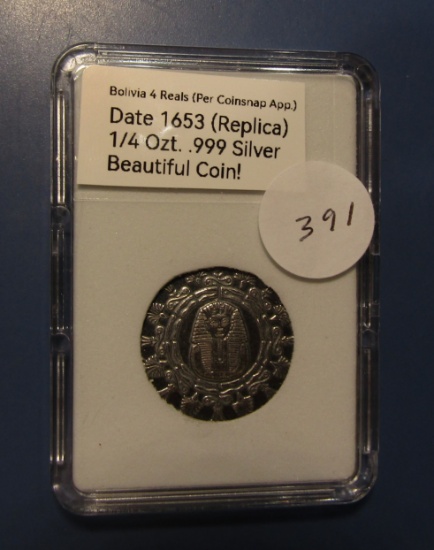 Bolivia 4 Reals (Per Coinsnap App.)
Date 1653 (Replica)
1/4 Ozt. .999 Silver
Beautiful Coin!
391